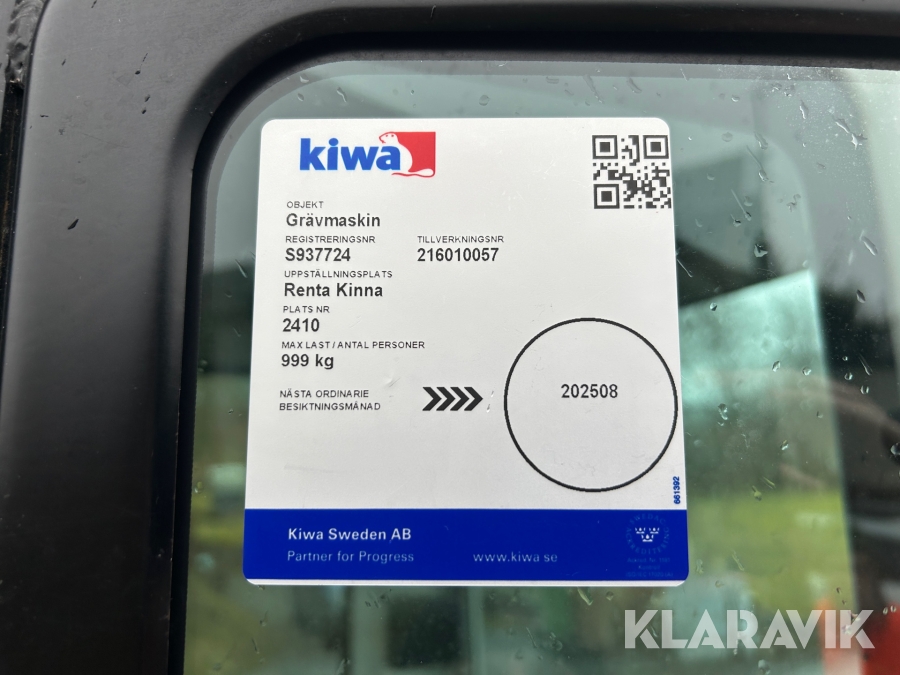 kiwa
OBJEKT
Grävmaskin
REGISTRERINGSNR TILLVERKNINGSNR
S937724 216010057
UPPSTÄLLNINGSPLATS
Renta Kinna
PLATS NR
2410
MAX LAST / ANTAL PERSONER
999 kg
NÄSTA ORDINARIE
BESIKTNINGSMÅNAD
202508
661392
Kiwa Sweden AB
Partner for Progress www.kiwa.se
KLARAVIK